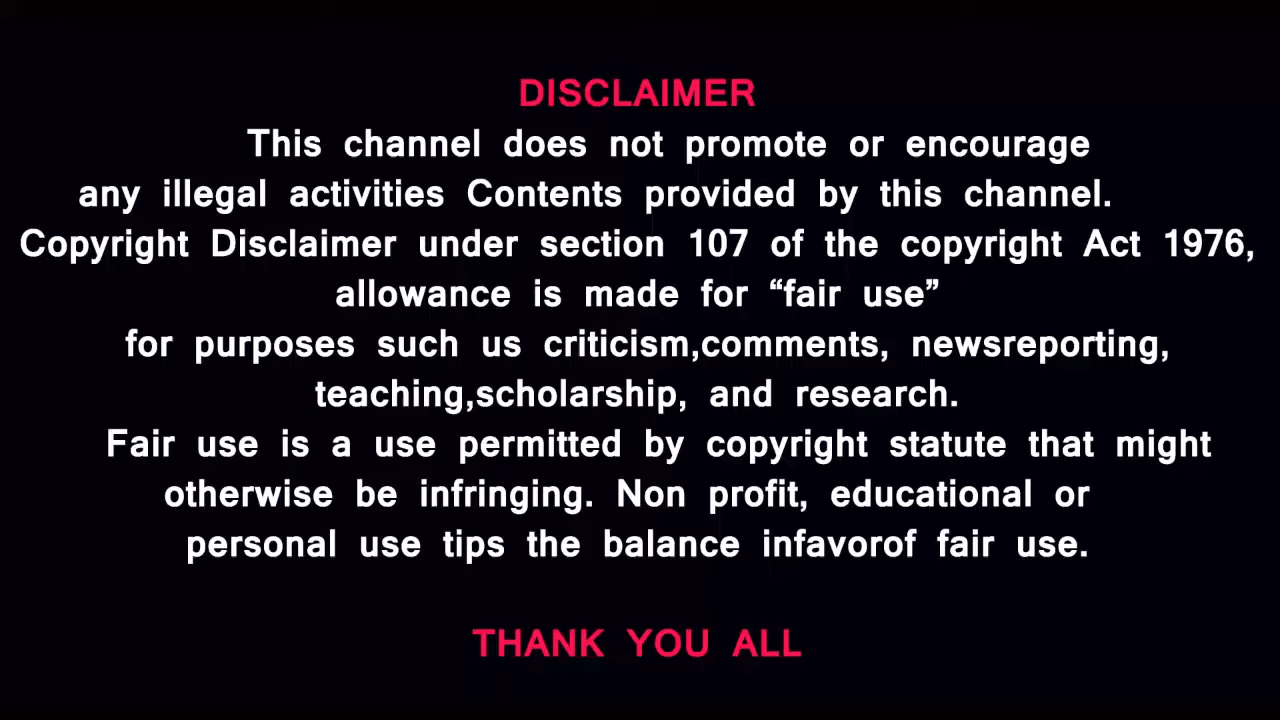 DISCLAIMER
This channel does not promote or encourage
any illegal activities Contents provided by this channel.
Copyright Disclaimer under section 107 of the copyright Act 1976,
allowance is made for “fair use”
for purposes such us criticism,comments, newsreporting,
teaching,scholarship, and research.
Fair use is a use permitted by copyright statute that might
otherwise be infringing. Non profit, educational or
personal use tips the balance infavorof fair use.
THANK YOU ALL